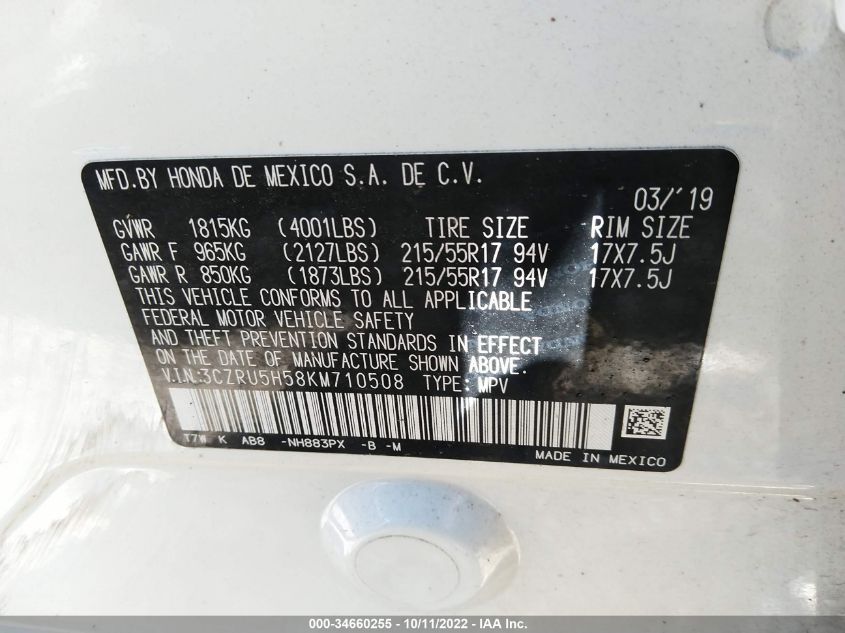 MFD.BY HONDA DE MEXICO S.A. DE C.V.
03/'19
GVWR 1815KG (4001LBS) TIRE SIZE RIM SIZE
GAWR F 965KG (2127LBS) 215/55R17 94V 17X7.5J
GAWR R 850KG (1873LBS) 215/55R17 94V 17X7.5J
THIS VEHICLE CONFORMS TO ALL APPLICABLE
FEDERAL MOTOR VEHICLE SAFETY
AND THEFT PREVENTION STANDARDS IN EFFECT
ON THE DATE OF MANUFACTURE SHOWN ABOVE.
V.I.N:3CZRU5H58KM710508 TYPE: MPV
T7W K AB8 -NH883PX -B -M
MADE IN MEXICO
000-34660255 - 10/11/2022 - IAA Inc.